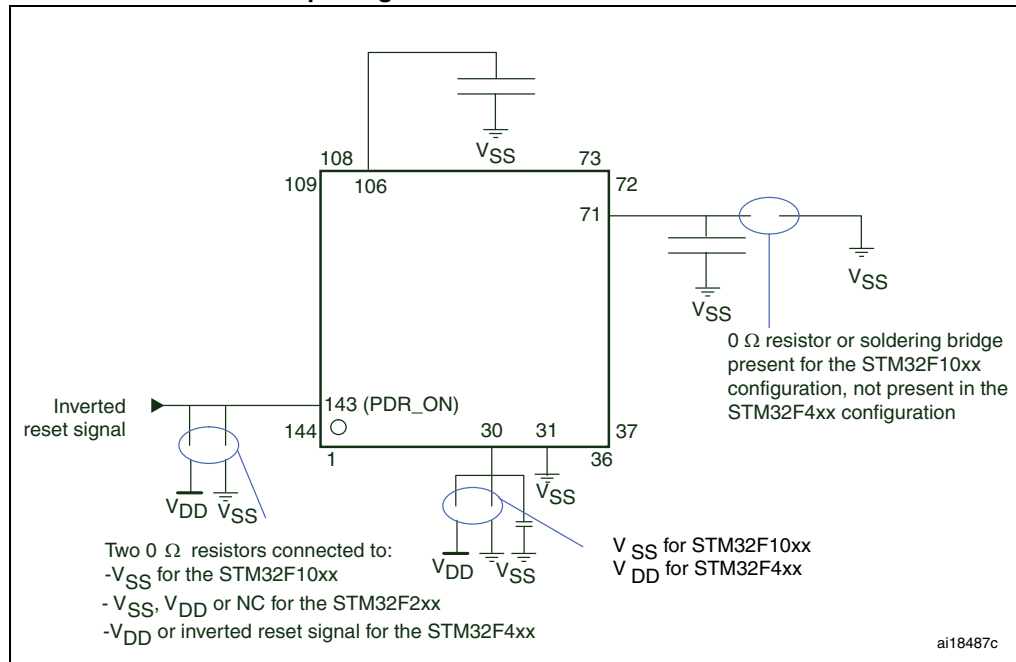 VSS
108
73
109
106
72
71
VSS
VSS
0 Ω resistor or soldering bridge
present for the STM32F10xx
configuration, not present in the
STM32F4xx configuration
Inverted
reset signal
143 (PDR_ON)
144
30
31
37
1
36
VDD
VSS
VSS
VDD
VSS
VSS for STM32F10xx
VDD for STM32F4xx
Two 0 Ω resistors connected to:
-VSS for the STM32F10xx
- VSS, VDD or NC for the STM32F2xx
-VDD or inverted reset signal for the STM32F4xx
ai18487c